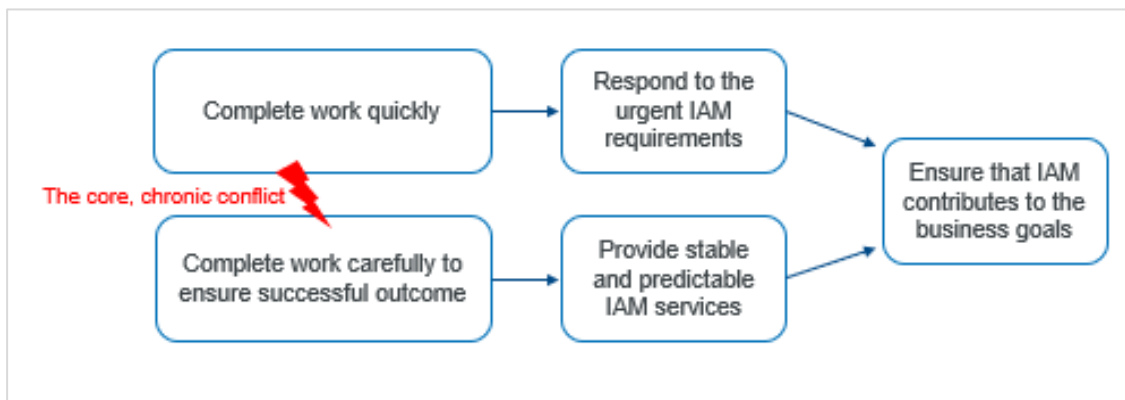 Complete work quickly
Respond to the
urgent IAM
requirements
The core, chronic conflict
Ensure that IAM
contributes to the
business goals
Complete work carefully to
ensure successful outcome
Provide stable
and predictable
IAM services